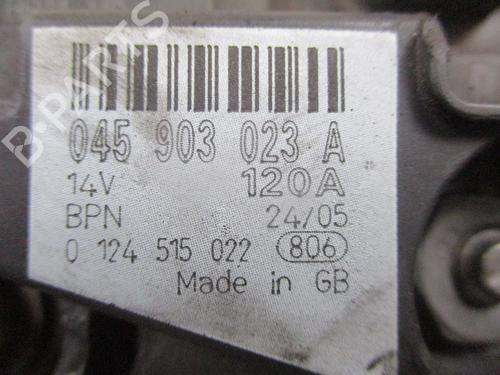 B-PARTS
045 903 023 A
14V 120A
BPN 24/05
0 124 515 022 806
Made in GB